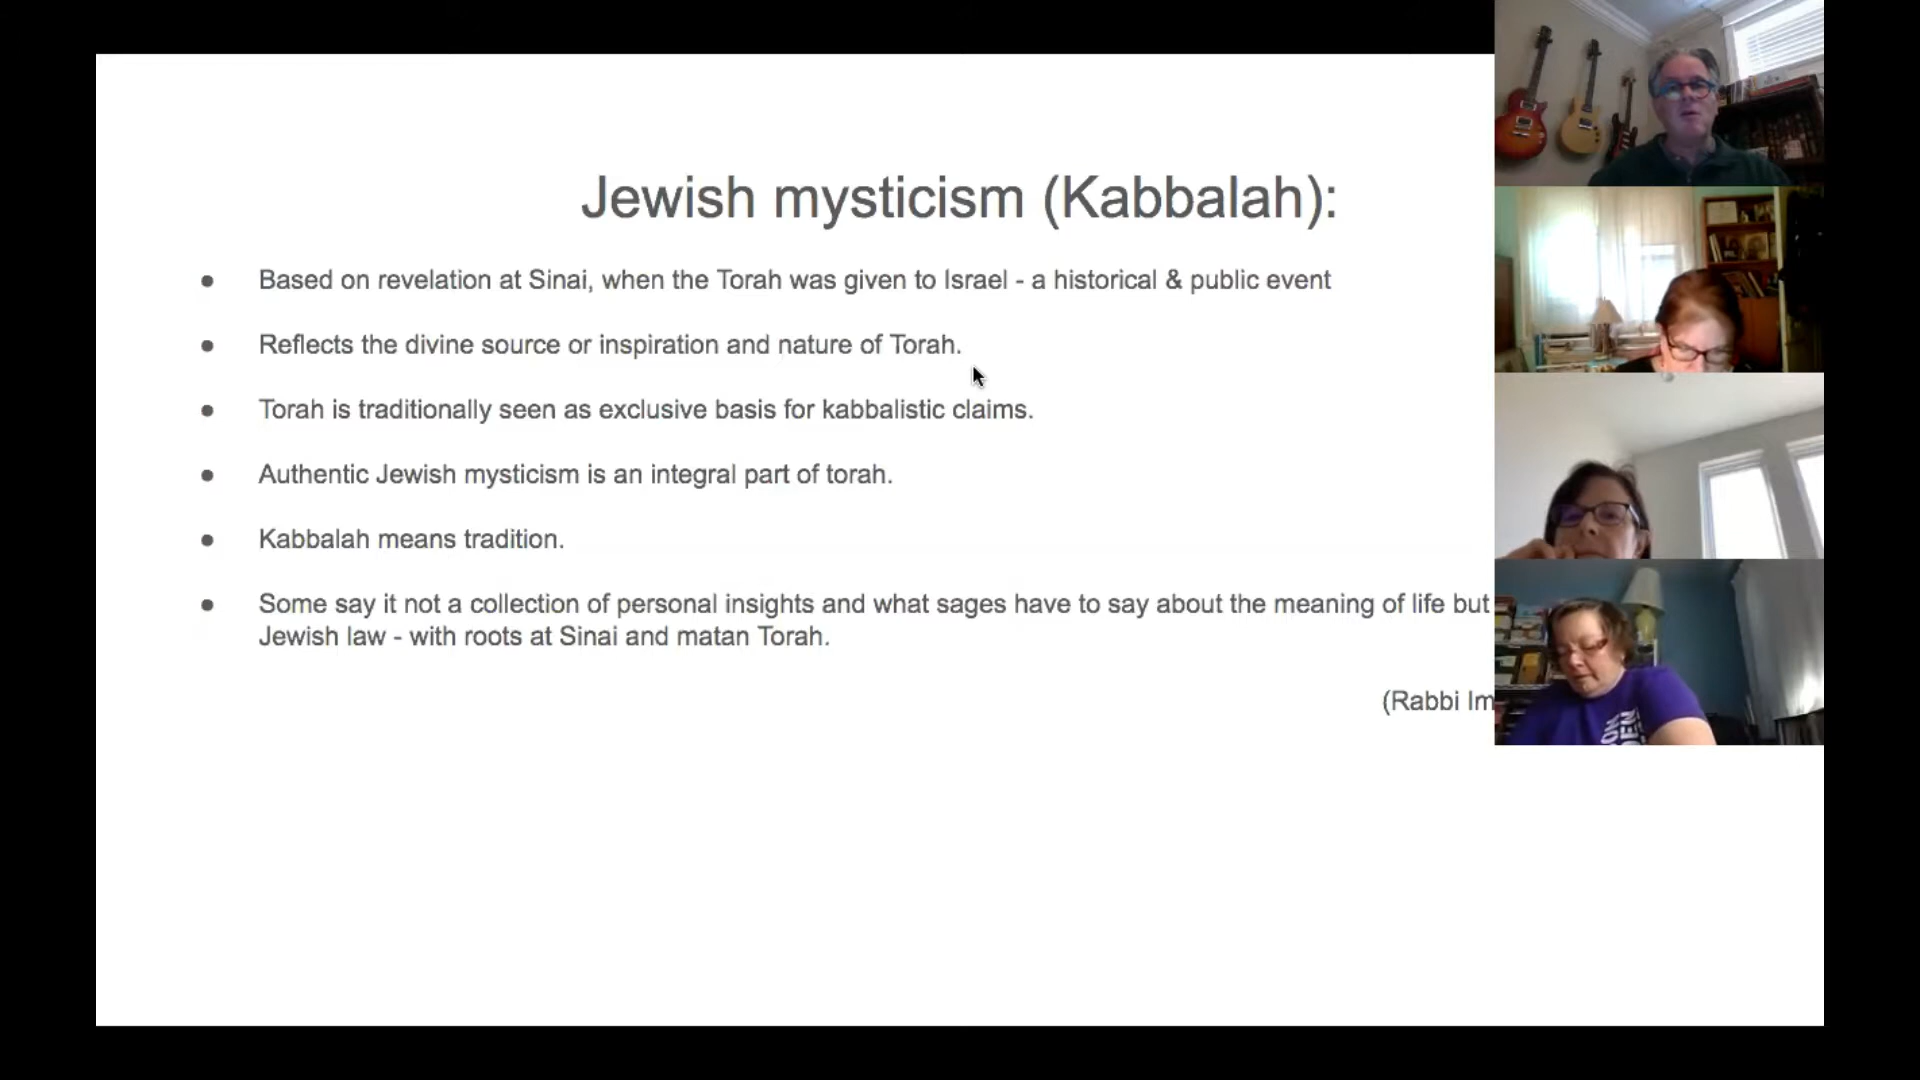 Jewish mysticism (Kabbalah):
● Based on revelation at Sinai, when the Torah was given to Israel - a historical & public event
● Reflects the divine source or inspiration and nature of Torah.
● Torah is traditionally seen as exclusive basis for kabbalistic claims.
● Authentic Jewish mysticism is an integral part of torah.
● Kabbalah means tradition.
● Some say it not a collection of personal insights and what sages have to say about the meaning of life but
Jewish law - with roots at Sinai and matan Torah.
(Rabbi